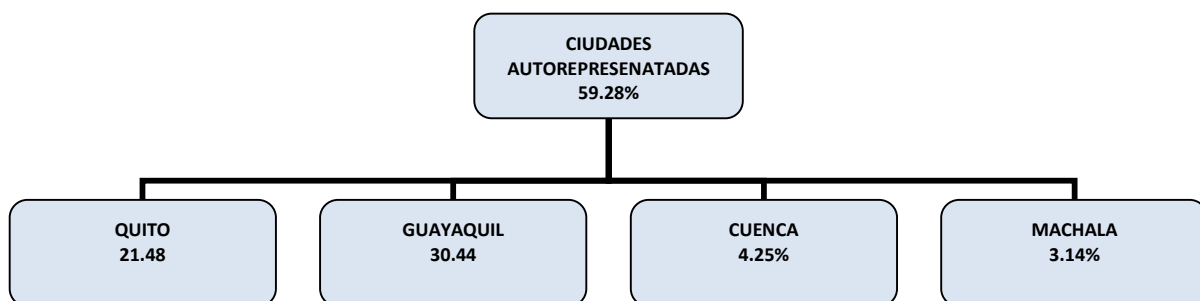 CIUDADES
AUTOREPRESENATADAS
59.28%
QUITO
21.48
GUAYAQUIL
30.44
CUENCA
4.25%
MACHALA
3.14%